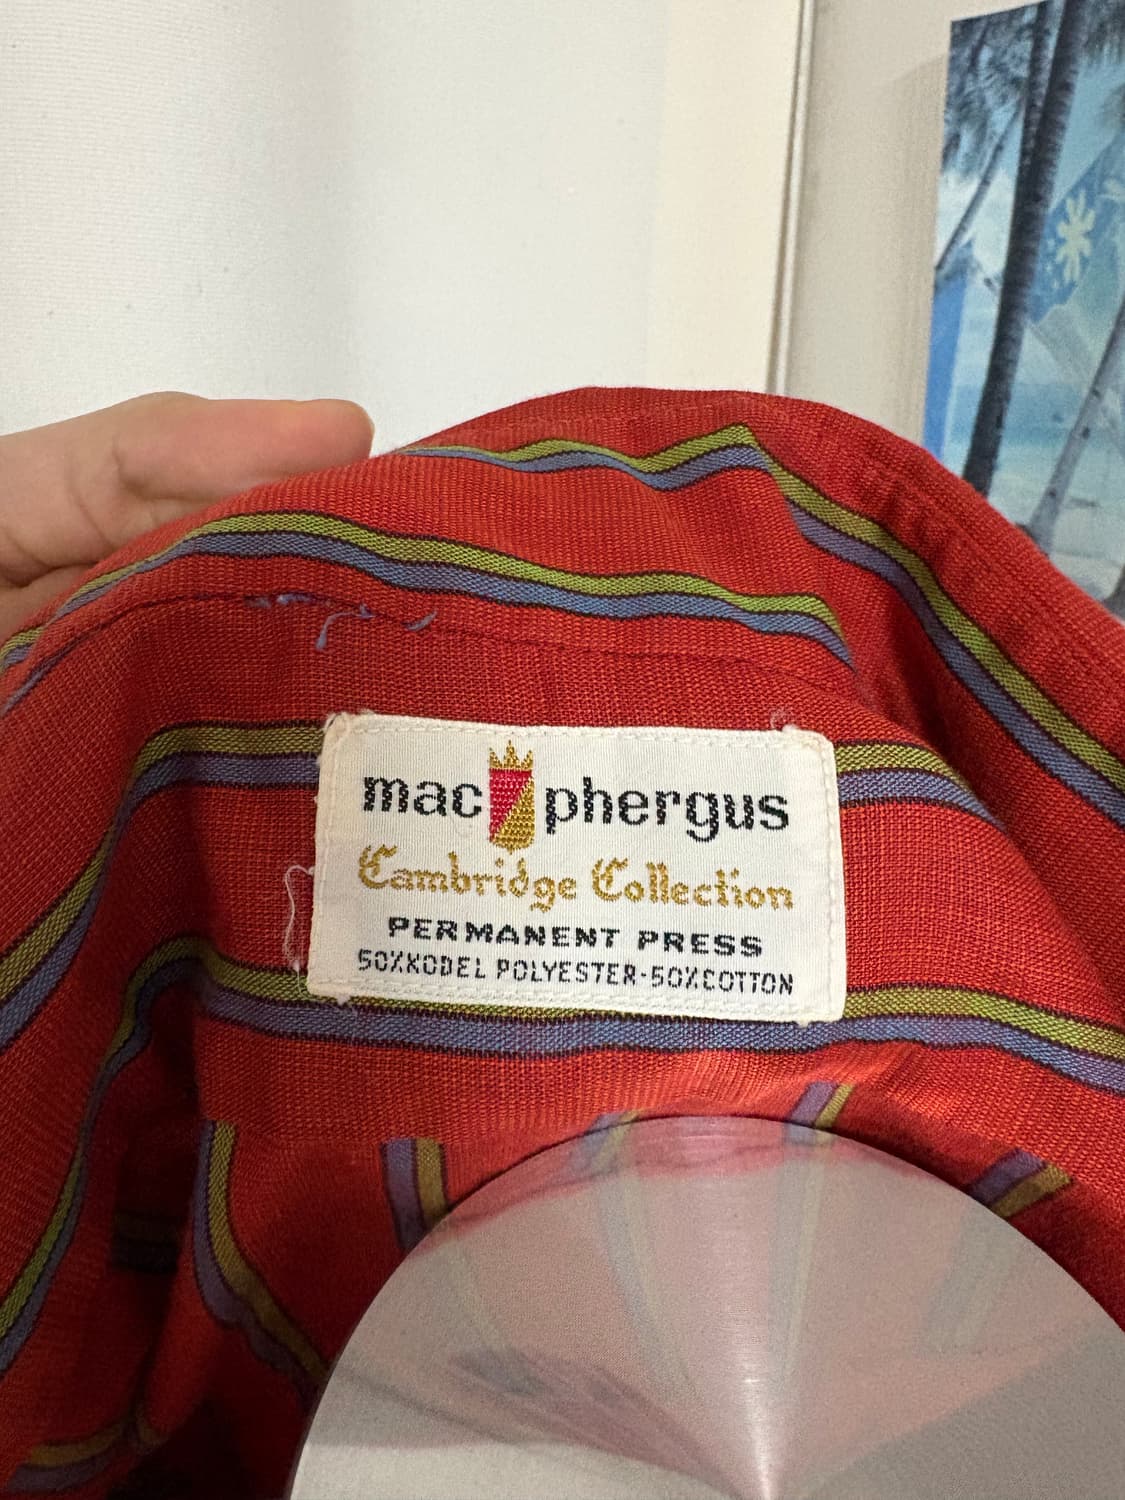 mac phergus
Cambridge Collection
PERMANENT PRESS
50%KODEL POLYESTER-50%COTTON